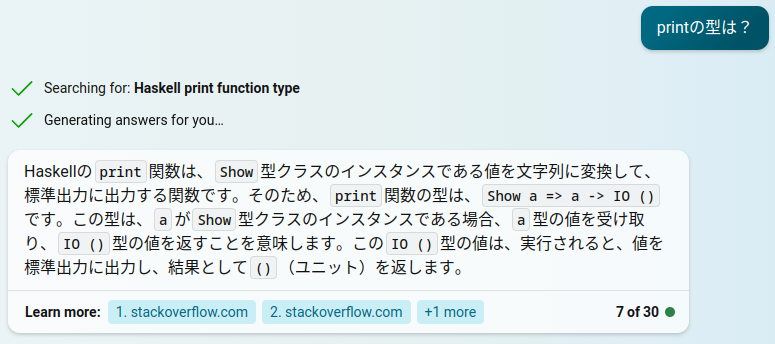 printの型は？
Searching for: Haskell print function type
Generating answers for you…
Haskellの print 関数は、 Show 型クラスのインスタンスである値を文字列に変換して、
標準出力に出力する関数です。そのため、 print 関数の型は、 Show a => a -> IO ()
です。この型は、 a が Show 型クラスのインスタンスである場合、 a 型の値を受け取
り、 IO () 型の値を返すことを意味します。この IO () 型の値は、実行されると、値を
標準出力に出力し、結果として () （ユニット）を返します。
Learn more: 1. stackoverflow.com 2. stackoverflow.com +1 more 7 of 30